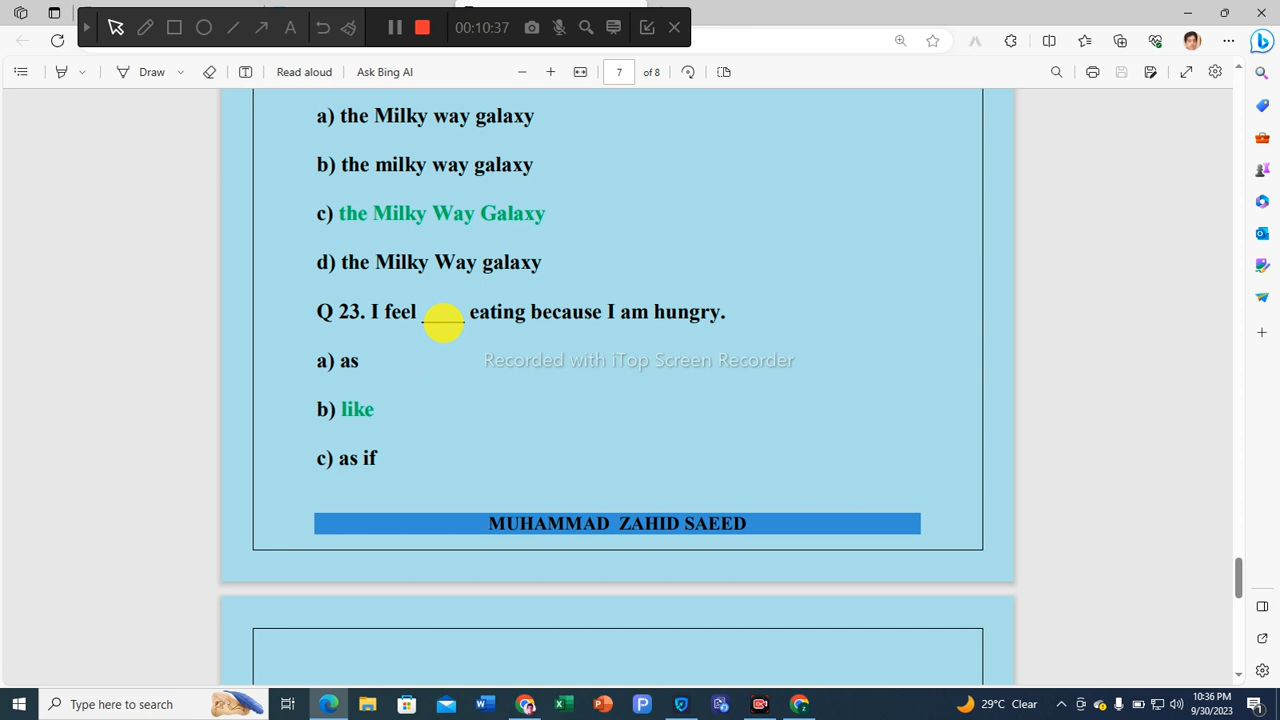 00:10:37
Draw
Read aloud
Ask Bing AI
7
of 8
a) the Milky way galaxy
b) the milky way galaxy
c) the Milky Way Galaxy
d) the Milky Way galaxy
Q 23. I feel ____ eating because I am hungry.
a) as
Recorded with iTop Screen Recorder
b) like
c) as if
MUHAMMAD ZAHID SAEED
Type here to search
29°C Clear
10:36 PM
9/30/2023